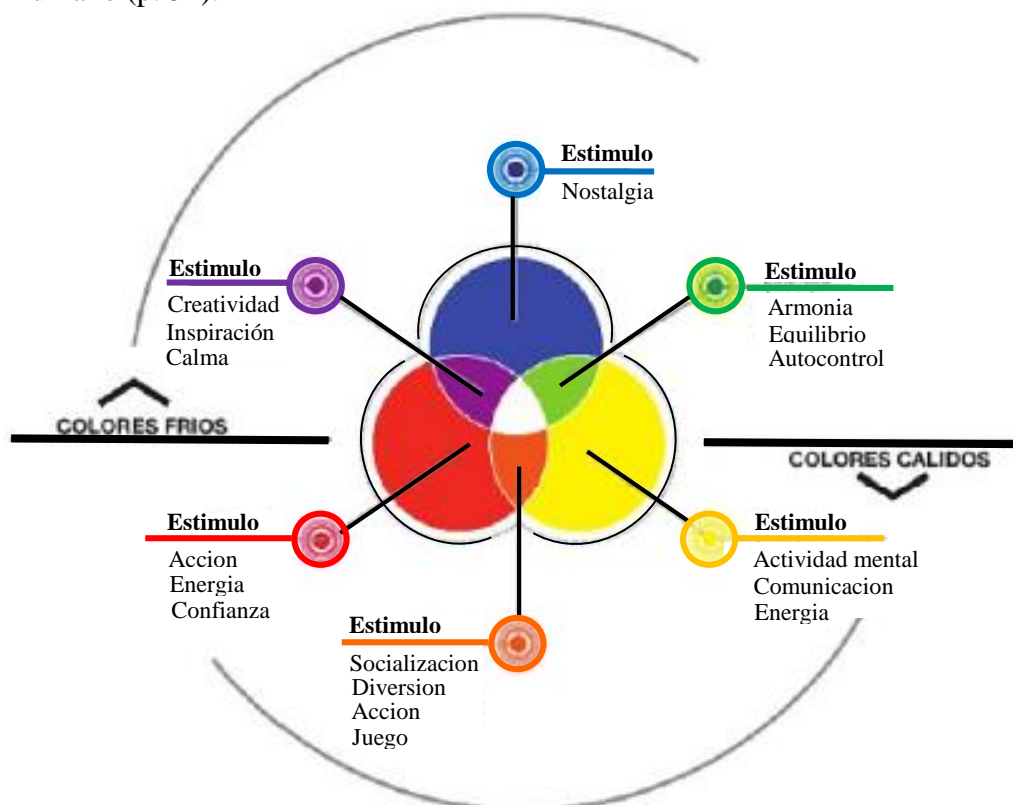 (p. 34).
Estimulo
Nostalgia
Estimulo
Creatividad
Inspiración
Calma
Estimulo
Armonia
Equilibrio
Autocontrol
COLORES FRIOS
COLORES CALIDOS
Estimulo
Accion
Energia
Confianza
Estimulo
Actividad mental
Comunicacion
Energia
Estimulo
Socializacion
Diversion
Accion
Juego